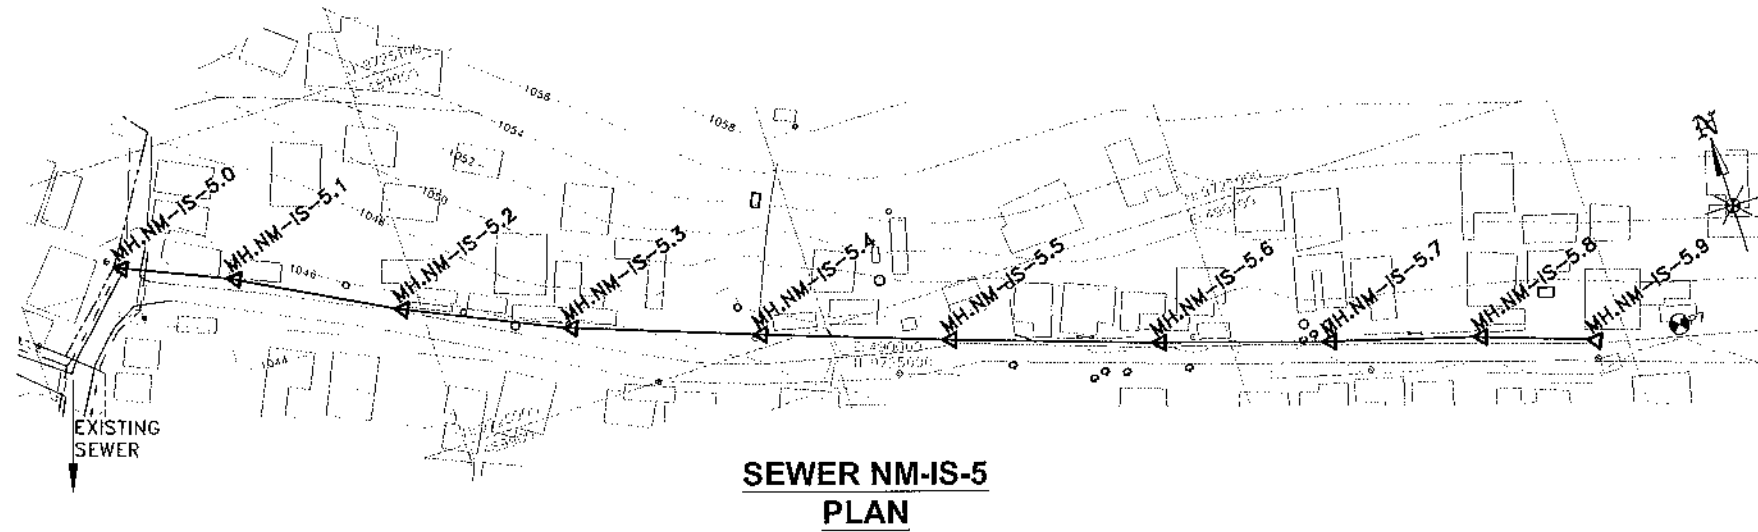 1058
1058
1054
1052
1050
1048
1046
1044
N
MH.NM-IS-5.0
MH.NM-IS-5.1
MH.NM-IS-5.2
MH.NM-IS-5.3
MH.NM-IS-5.4
MH.NM-IS-5.5
MH.NM-IS-5.6
MH.NM-IS-5.7
MH.NM-IS-5.8
MH.NM-IS-5.9
EXISTING
SEWER
SEWER NM-IS-5
PLAN